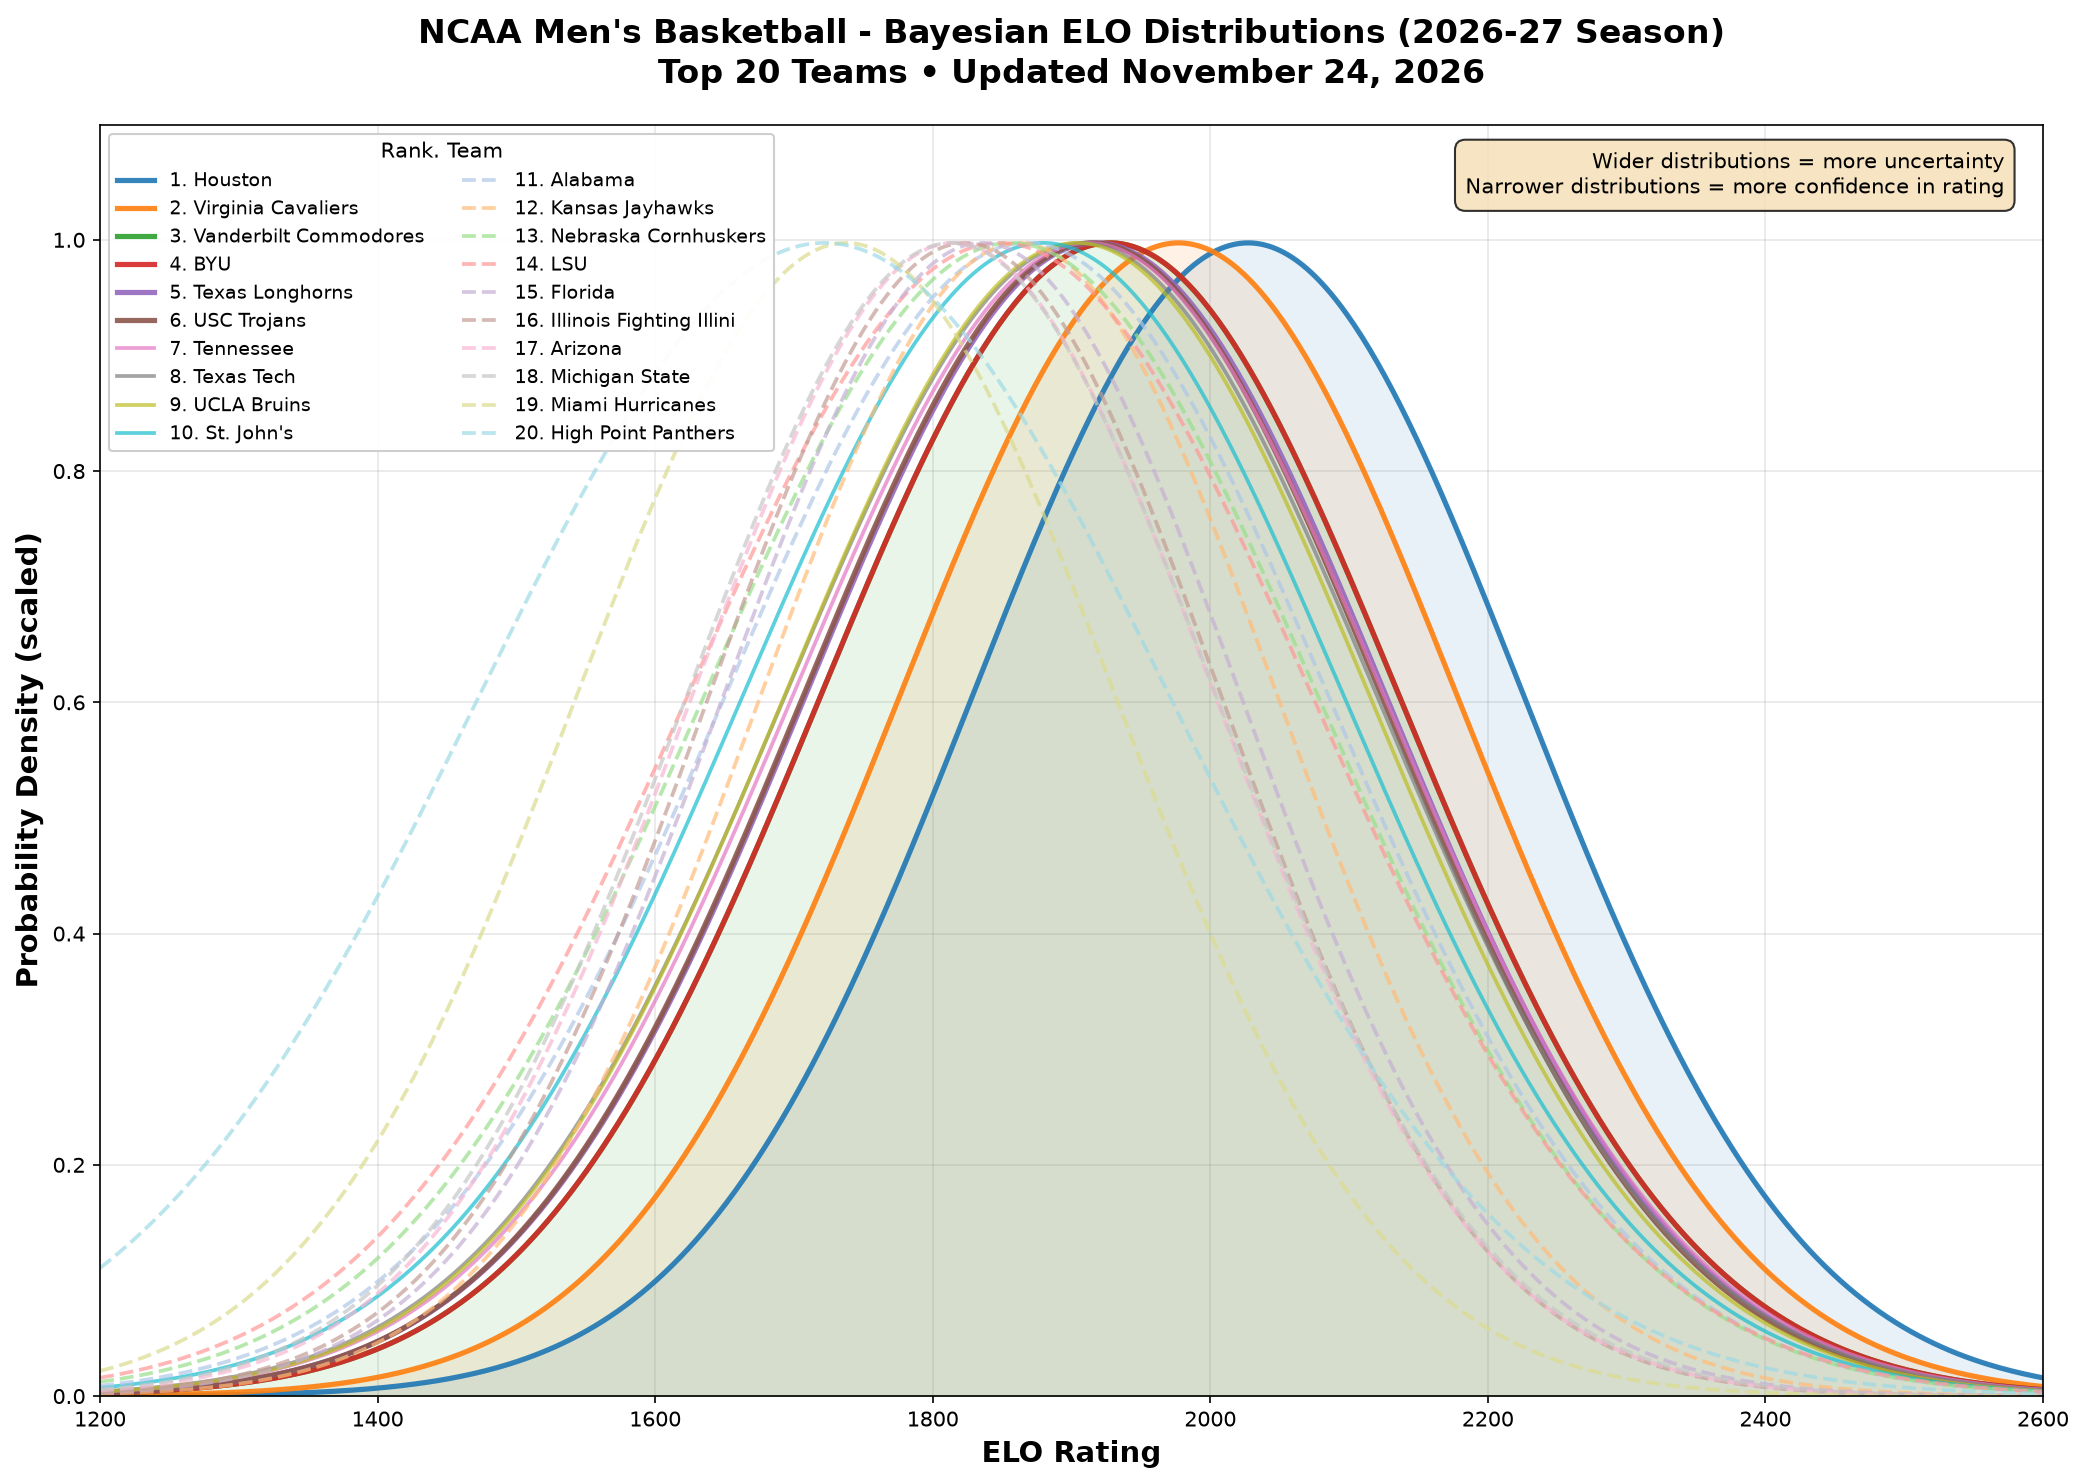 NCAA Men's Basketball - Bayesian ELO Distributions (2026-27 Season)
Top 20 Teams • Updated November 24, 2026
Rank. Team
1. Houston
2. Virginia Cavaliers
3. Vanderbilt Commodores
4. BYU
5. Texas Longhorns
6. USC Trojans
7. Tennessee
8. Texas Tech
9. UCLA Bruins
10. St. John's
11. Alabama
12. Kansas Jayhawks
13. Nebraska Cornhuskers
14. LSU
15. Florida
16. Illinois Fighting Illini
17. Arizona
18. Michigan State
19. Miami Hurricanes
20. High Point Panthers
Wider distributions = more uncertainty
Narrower distributions = more confidence in rating
Probability Density (scaled)
1.0
0.8
0.6
0.4
0.2
0.0
1200 1400 1600 1800 2000 2200 2400 2600
ELO Rating